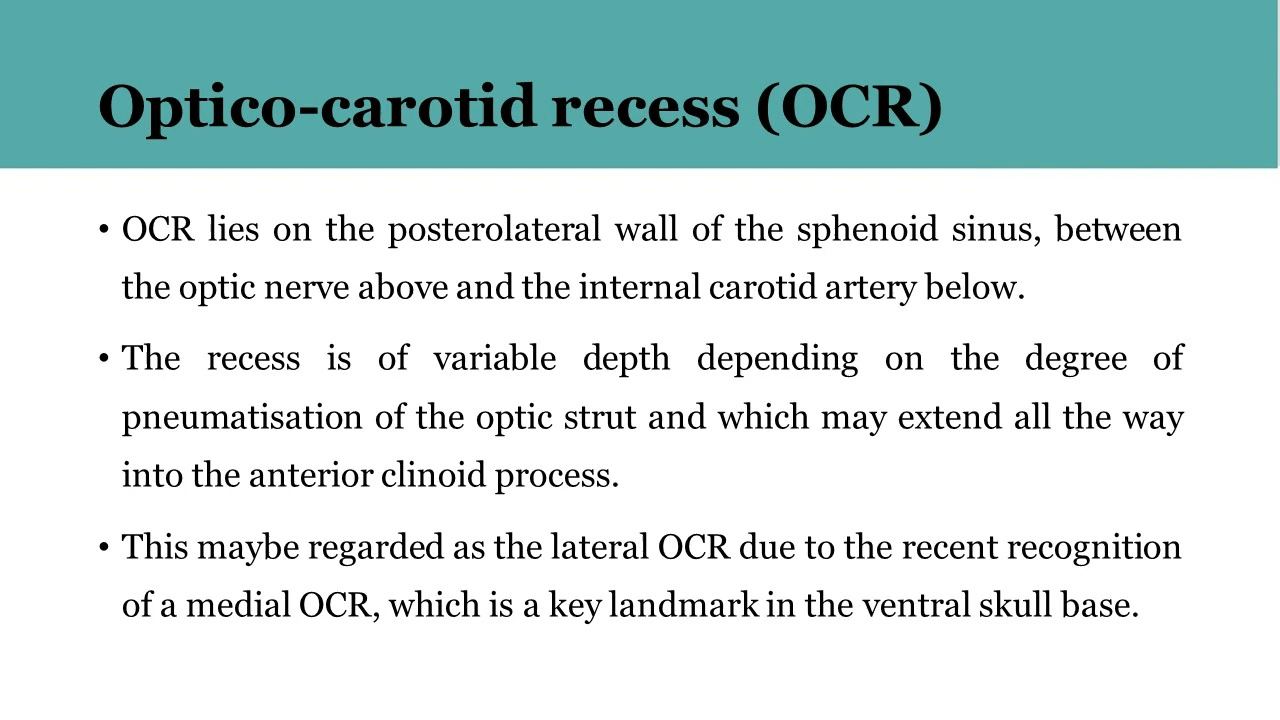 Optico-carotid recess (OCR)
• OCR lies on the posterolateral wall of the sphenoid sinus, between
the optic nerve above and the internal carotid artery below.
• The recess is of variable depth depending on the degree of
pneumatisation of the optic strut and which may extend all the way
into the anterior clinoid process.
• This maybe regarded as the lateral OCR due to the recent recognition
of a medial OCR, which is a key landmark in the ventral skull base.